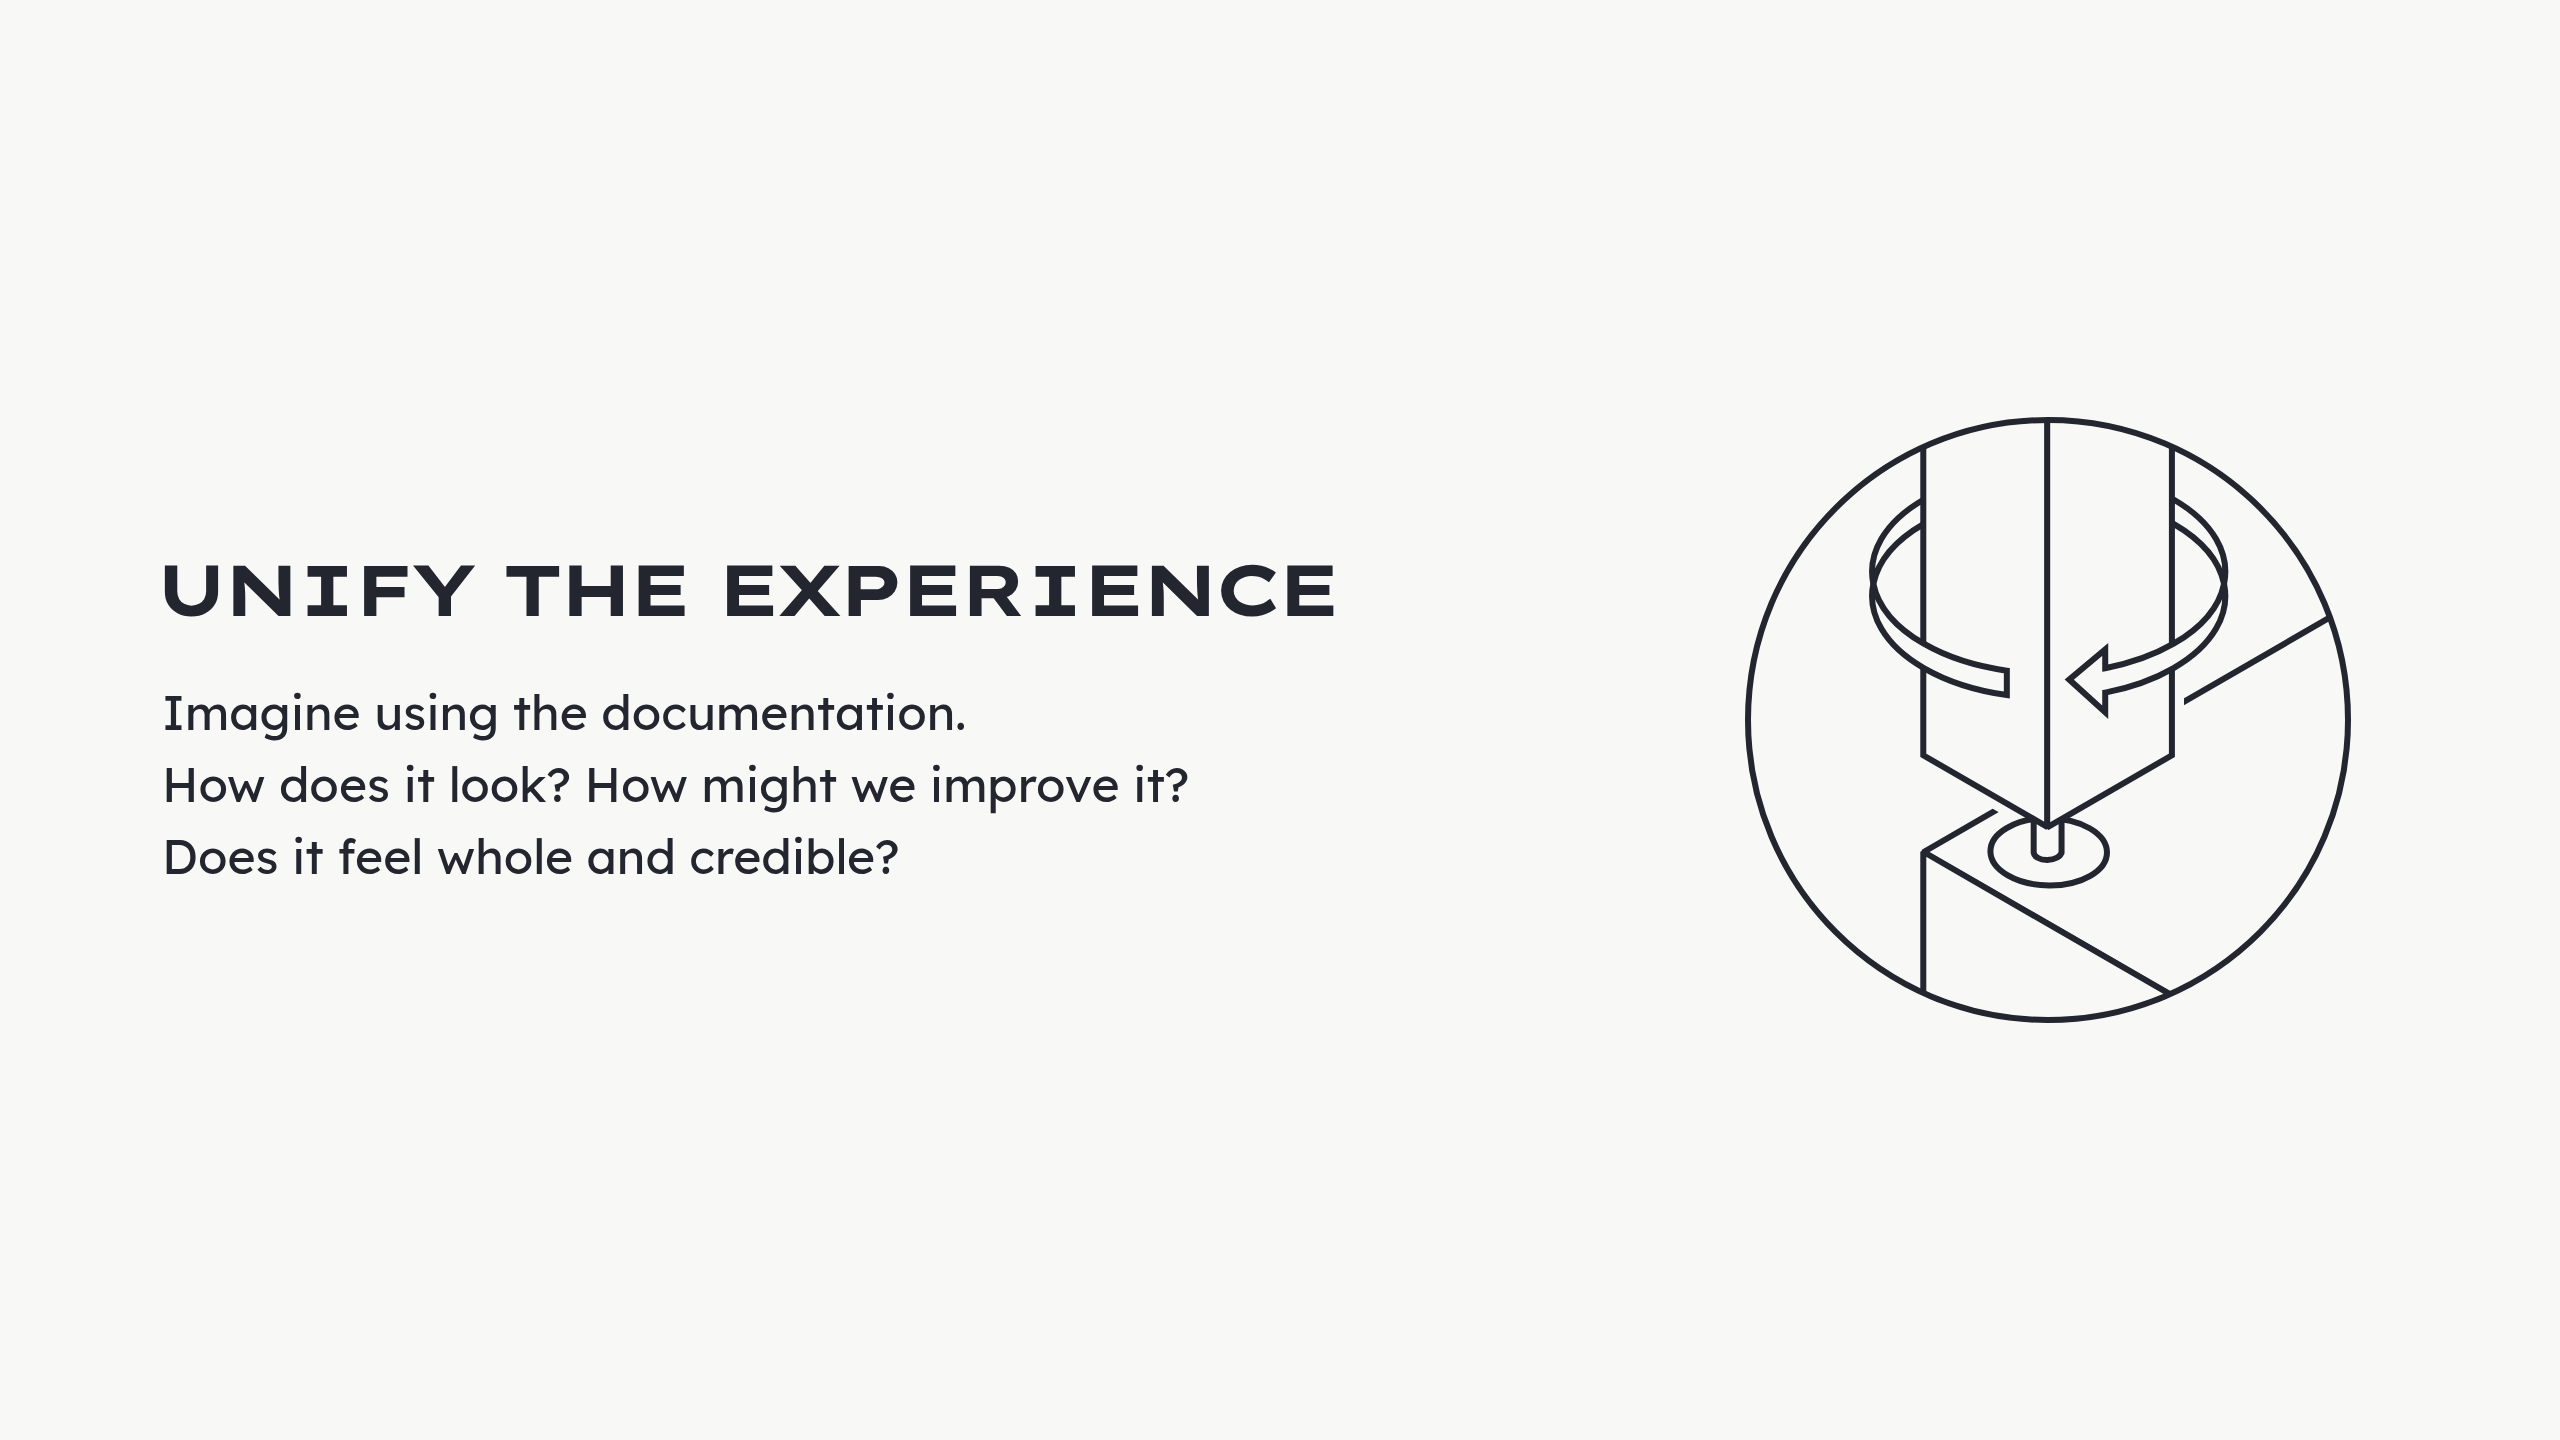 UNIFY THE EXPERIENCE
Imagine using the documentation.
How does it look? How might we improve it?
Does it feel whole and credible?